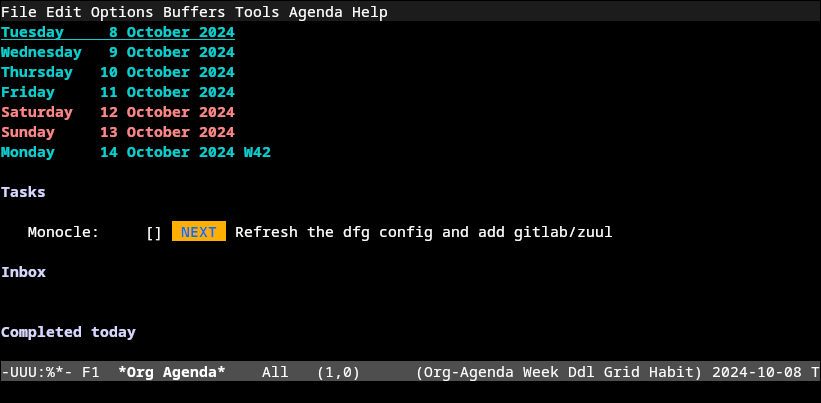 File Edit Options Buffers Tools Agenda Help
Tuesday     8 October 2024
Wednesday   9 October 2024
Thursday   10 October 2024
Friday     11 October 2024
Saturday   12 October 2024
Sunday     13 October 2024
Monday     14 October 2024 W42
Tasks
Monocle:     [] NEXT Refresh the dfg config and add gitlab/zuul
Inbox
Completed today
-UUU:%*- F1  *Org Agenda*    All   (1,0)      (Org-Agenda Week Ddl Grid Habit) 2024-10-08 T